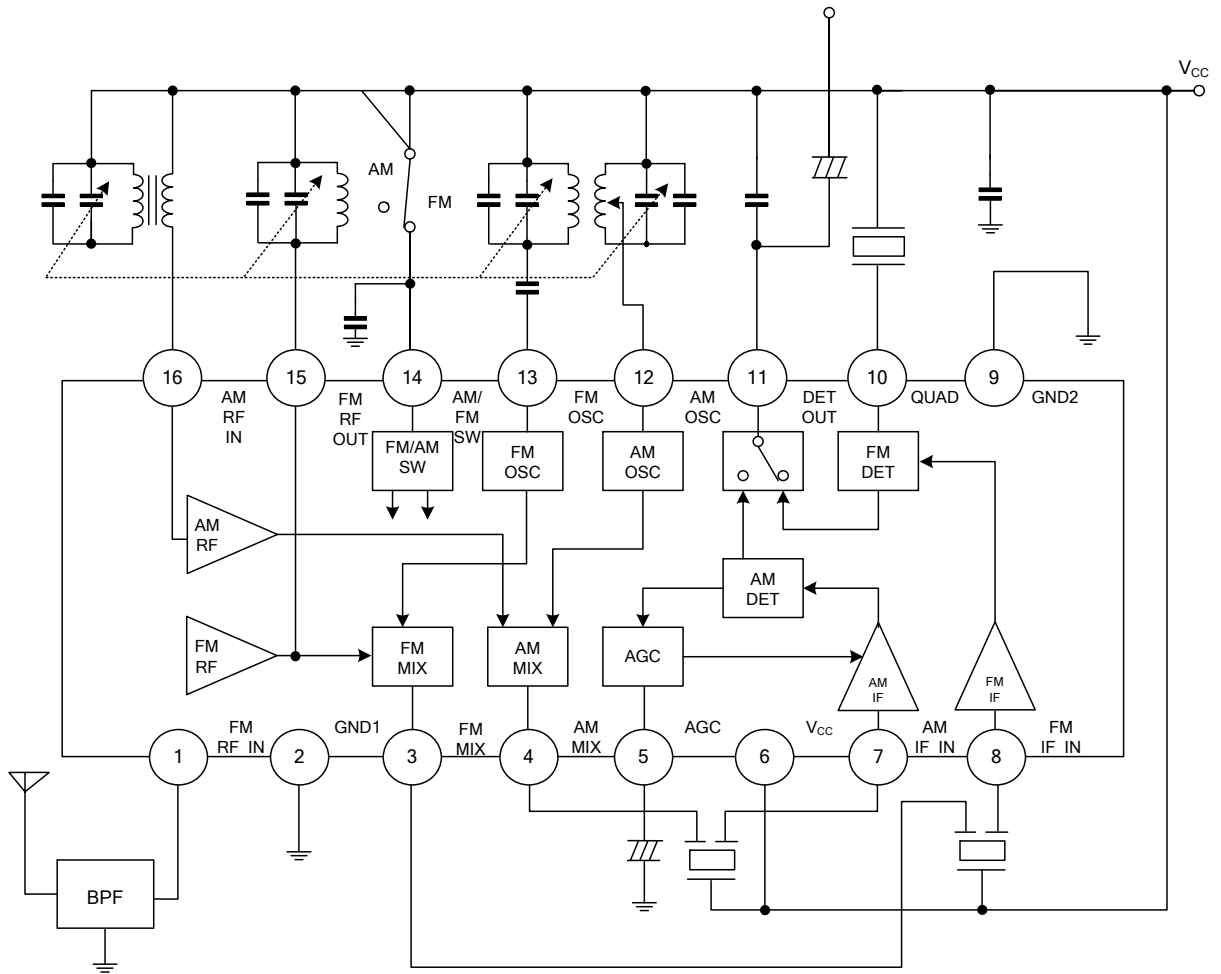 V_CC
AM
FM
16
15
14
13
12
11
10
9
AM
RF
IN
FM
RF
OUT
AM/
FM
SW
FM
OSC
AM
OSC
DET
OUT
QUAD
GND2
FM/AM
SW
FM
OSC
AM
OSC
FM
DET
AM
RF
AM
DET
FM
RF
FM
MIX
AM
MIX
AGC
AM
IF
FM
IF
1
FM
RF IN
2
GND1
3
FM
MIX
4
AM
MIX
5
AGC
6
V_CC
7
AM
IF IN
8
FM
IF IN
BPF